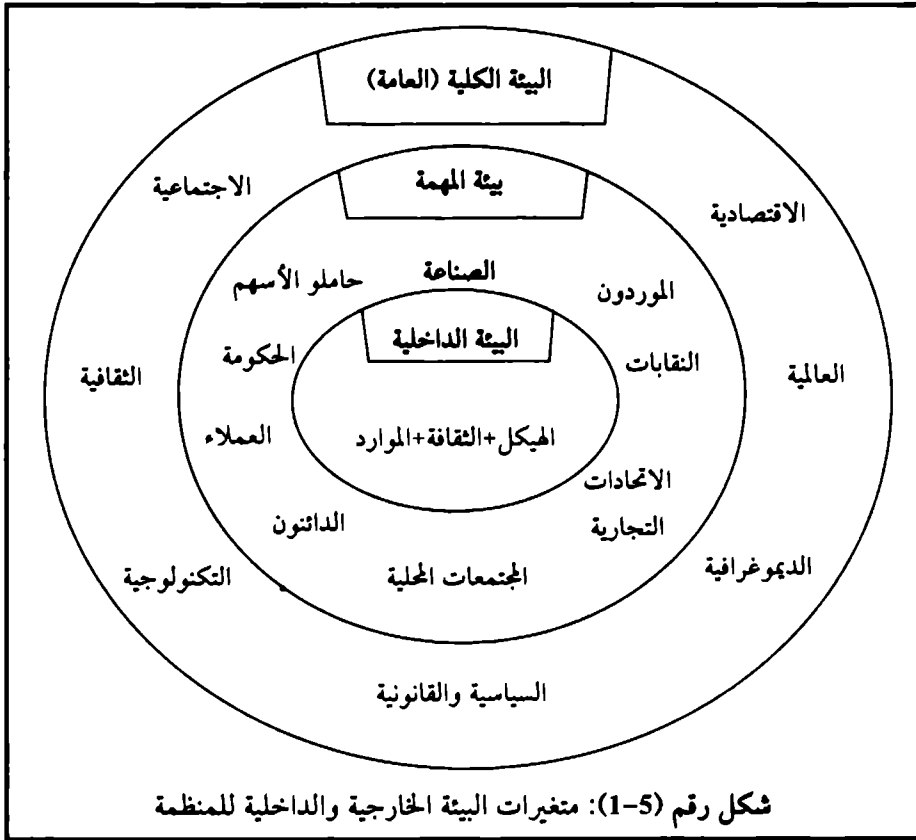 البيئة الكلية (العامة)
بيئة المهمة
الاجتماعية
الاقتصادية
الصناعة
حاملو الأسهم
الموردون
البيئة الداخلية
الحكومة
النقابات
الثقافية
العالمية
العملاء
الهيكل+الثقافة+الموارد
الاتحادات
التجارية
الدائنون
المجتمعات المحلية
التكنولوجية
الديموغرافية
السياسية والقانونية
شكل رقم (5-1): متغيرات البيئة الخارجية والداخلية للمنظمة